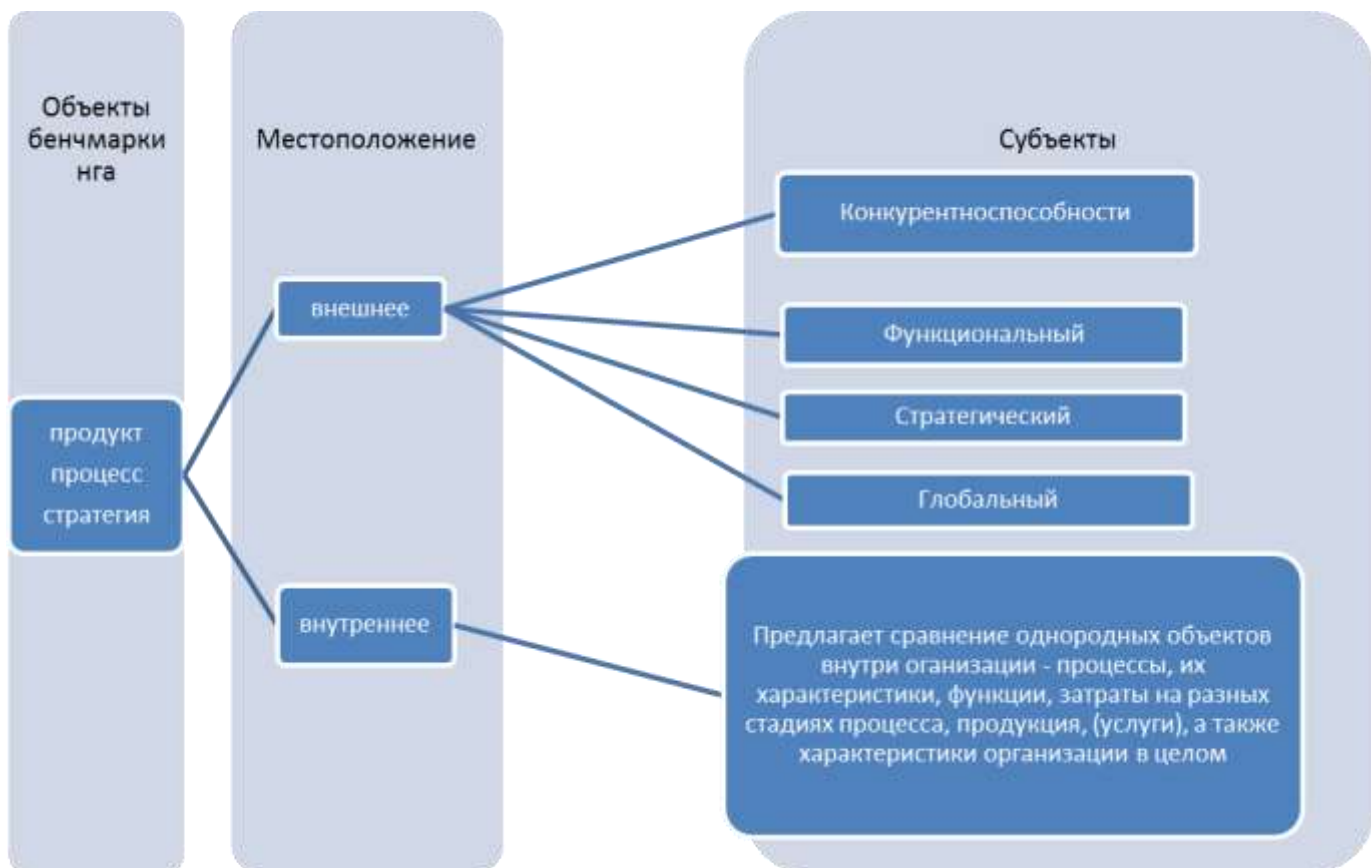 Объекты
бенчмарки
нга
Местоположение
Субъекты
Конкурентноспособности
внешнее
Функциональный
Стратегический
продукт
процесс
стратегия
Глобальный
внутреннее
Предлагает сравнение однородных объектов
внутри оганизации - процессы, их
характеристики, функции, затраты на разных
стадиях процесса, продукция, (услуги), а также
характеристики организации в целом